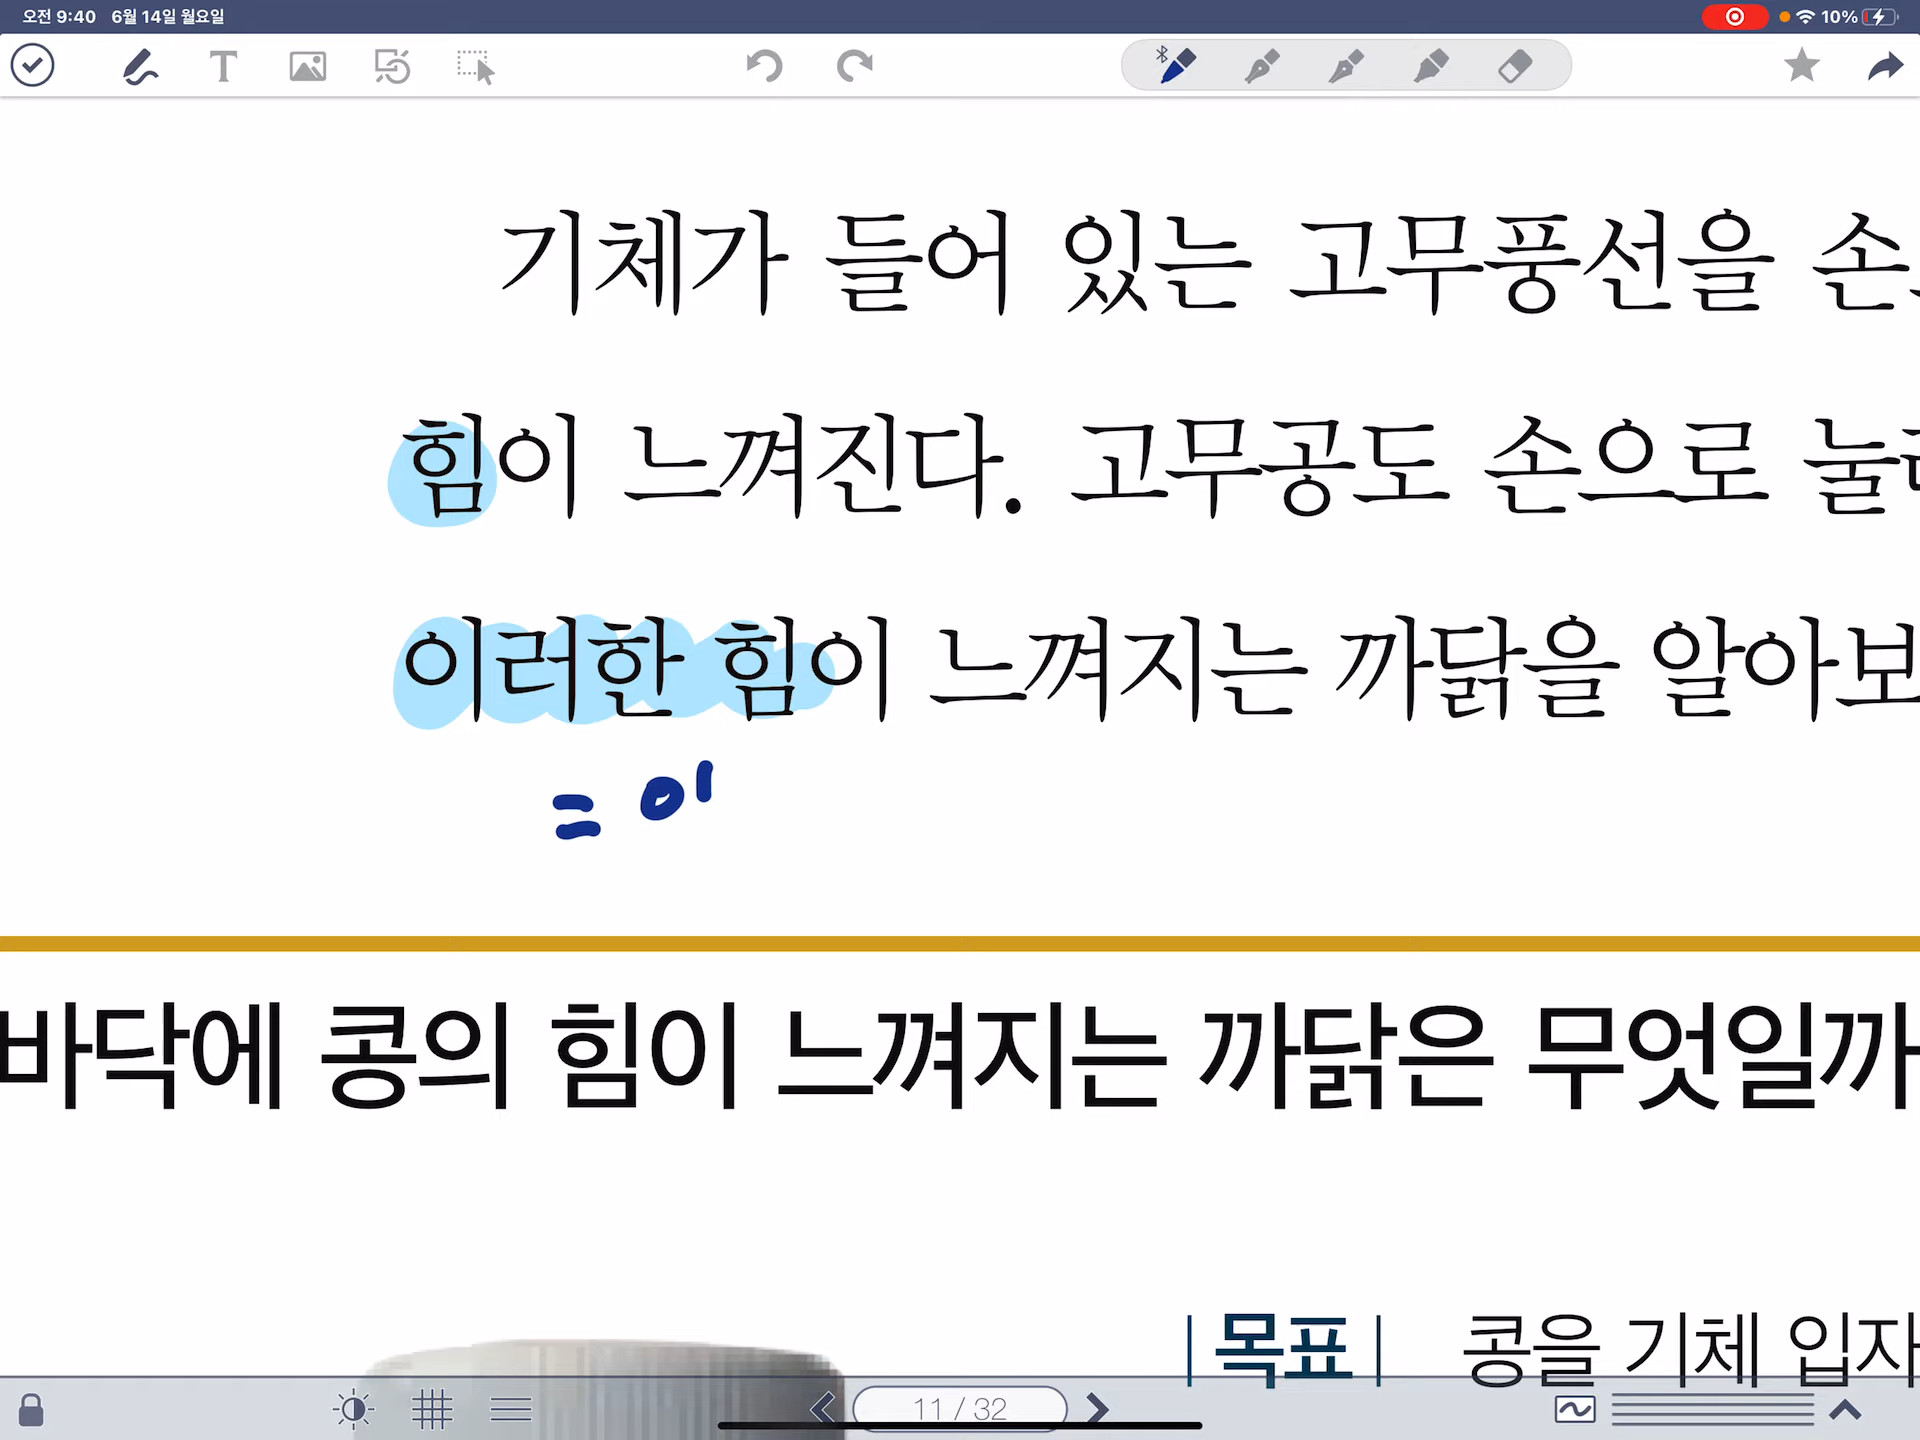 오전 9:40 6월 14일 월요일
10%
T
기체가 들어 있는 고무풍선을 손
힘이 느껴진다. 고무공도 손으로 눌
이러한 힘이 느껴지는 까닭을 알아보
= 이
바닥에 콩의 힘이 느껴지는 까닭은 무엇일까
|목표| 콩을 기체 입자
11 / 32